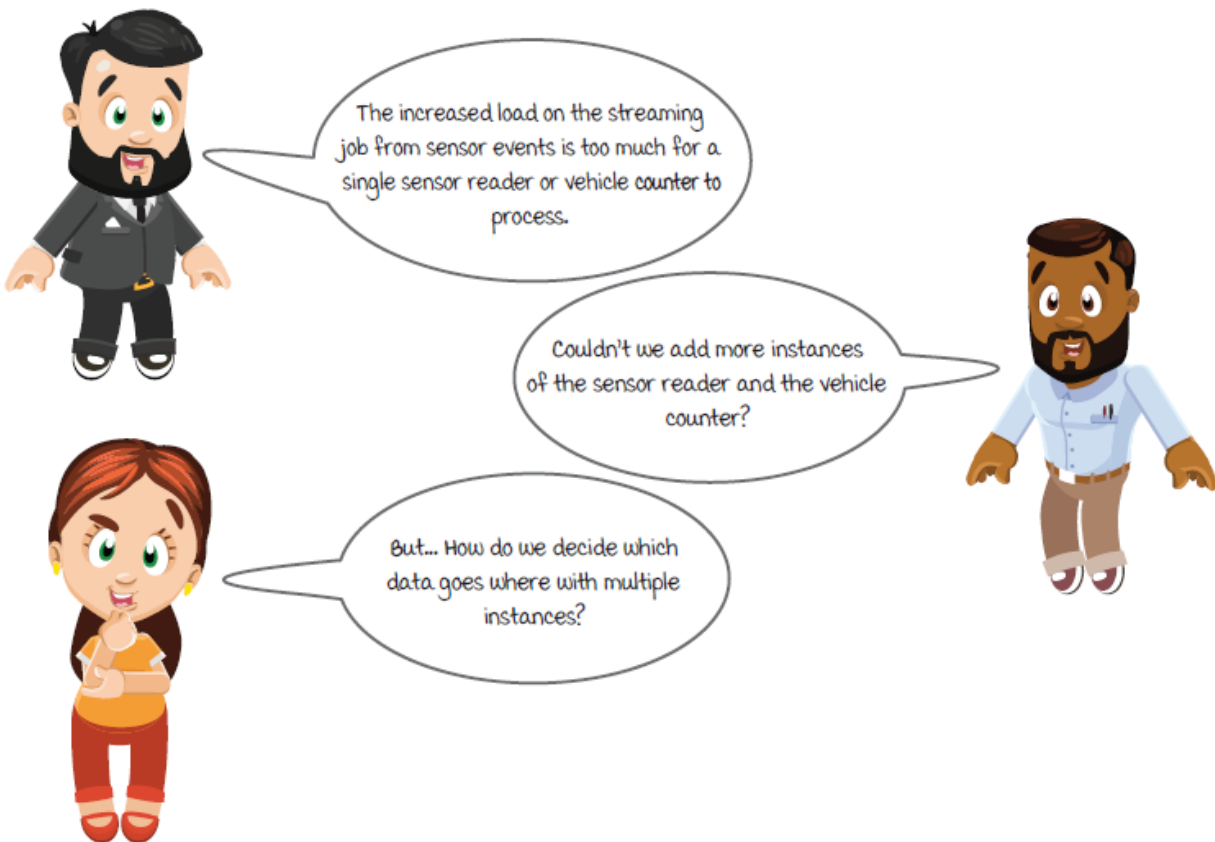 The increased load on the streaming
job from sensor events is too much for a
single sensor reader or vehicle counter to
process.
Couldn't we add more instances
of the sensor reader and the vehicle
counter?
But... How do we decide which
data goes where with multiple
instances?